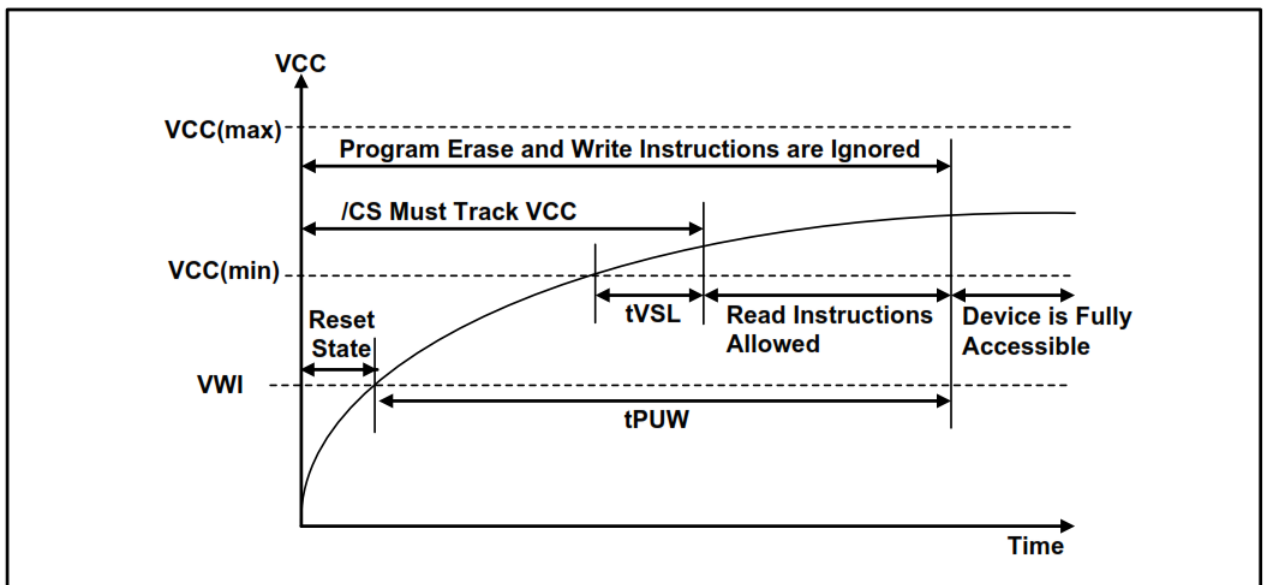 VCC
VCC(max)
Program Erase and Write Instructions are Ignored
/CS Must Track VCC
VCC(min)
tVSL
Read Instructions
Allowed
Device is Fully
Accessible
Reset
State
VWI
tPUW
Time